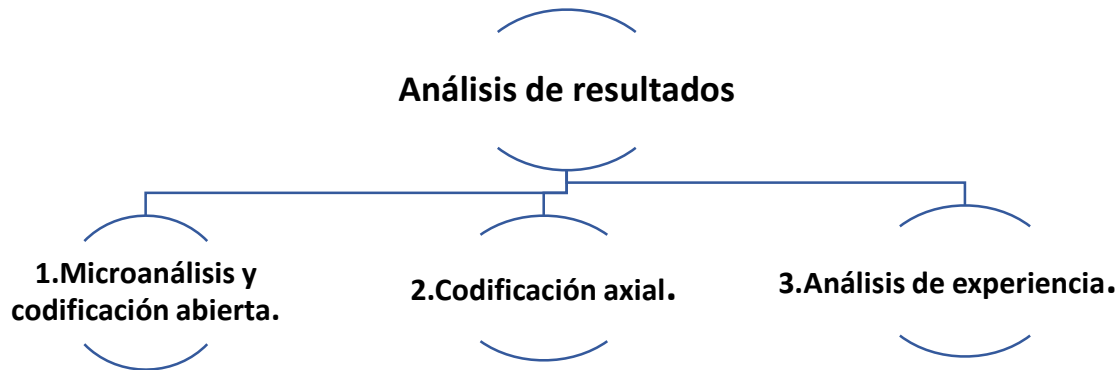 Análisis de resultados
1.Microanálisis y
codificación abierta.
2.Codificación axial.
3.Análisis de experiencia.